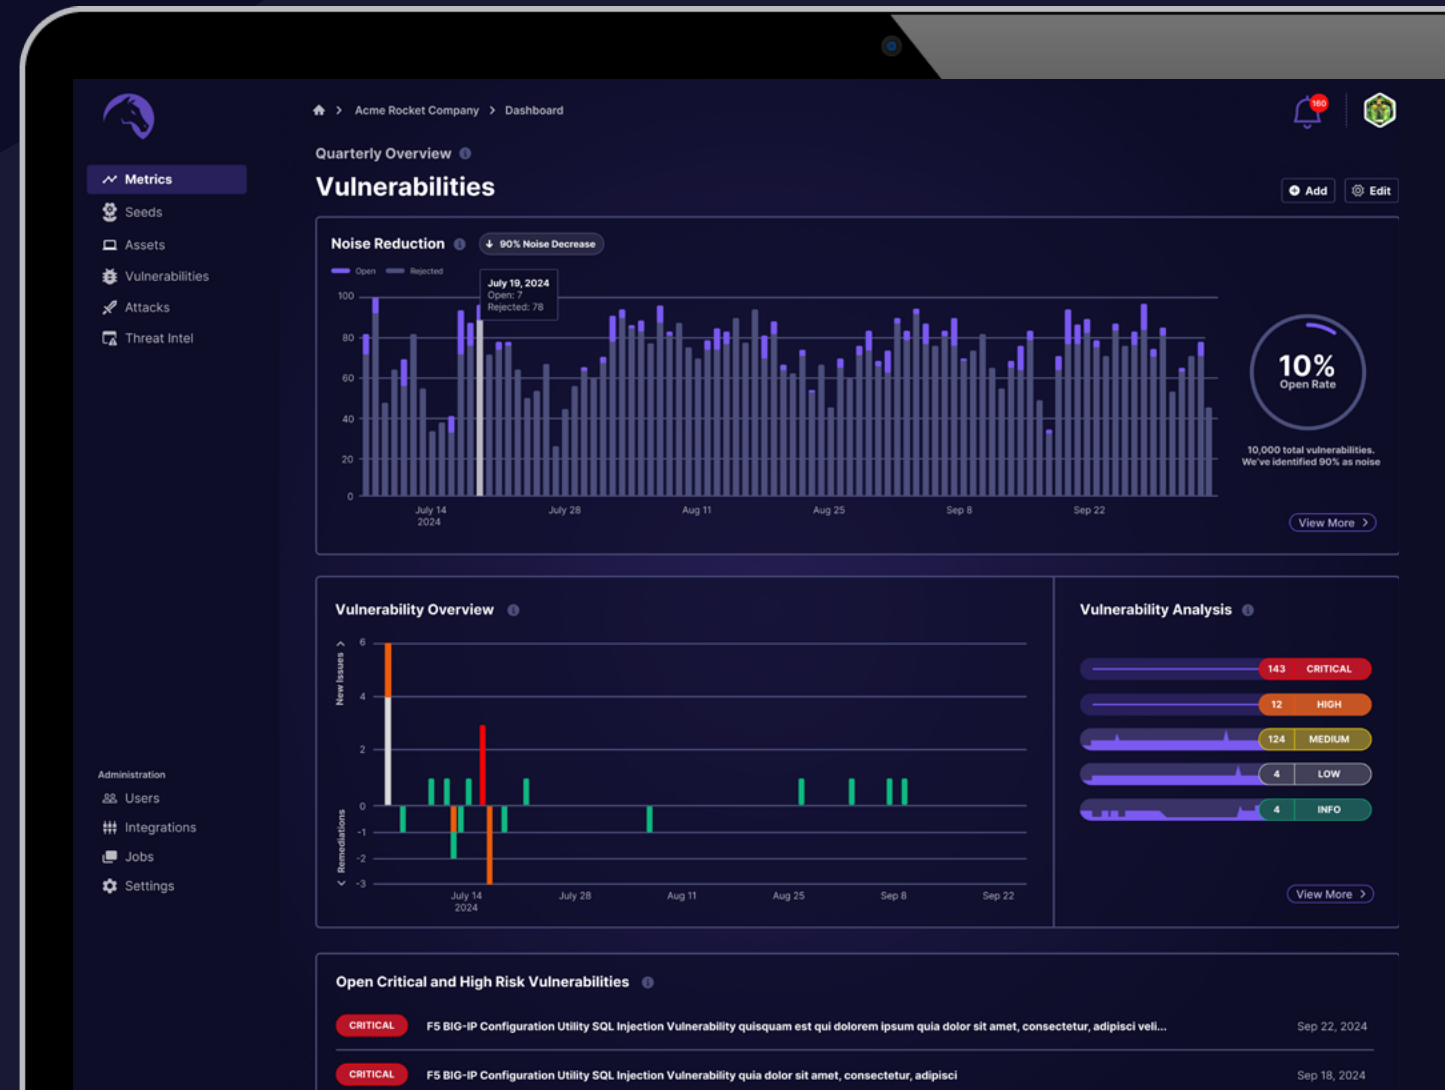 160
Acme Rocket Company
Dashboard
Quarterly Overview
Vulnerabilities
Add
Edit
Metrics
Seeds
Assets
Vulnerabilities
Attacks
Threat Intel
Administration
Users
Integrations
Jobs
Settings
Noise Reduction
90% Noise Decrease
Open
Rejected
July 19, 2024
Open: 7
Rejected: 78
100
80
60
40
20
0
July 14
2024
July 28
Aug 11
Aug 25
Sep 8
Sep 22
10%
Open Rate
10,000 total vulnerabilities.
We've identified 90% as noise
View More
Vulnerability Overview
New Issues
Remediations
6
4
2
0
-1
-2
-3
July 14
2024
July 28
Aug 11
Aug 25
Sep 8
Sep 22
Vulnerability Analysis
143 CRITICAL
12 HIGH
124 MEDIUM
4 LOW
4 INFO
View More
Open Critical and High Risk Vulnerabilities
CRITICAL F5 BIG-IP Configuration Utility SQL Injection Vulnerability quisquam est qui dolorem ipsum quia dolor sit amet, consectetur, adipisci veli... Sep 22, 2024
CRITICAL F5 BIG-IP Configuration Utility SQL Injection Vulnerability quia dolor sit amet, consectetur, adipisci Sep 18, 2024